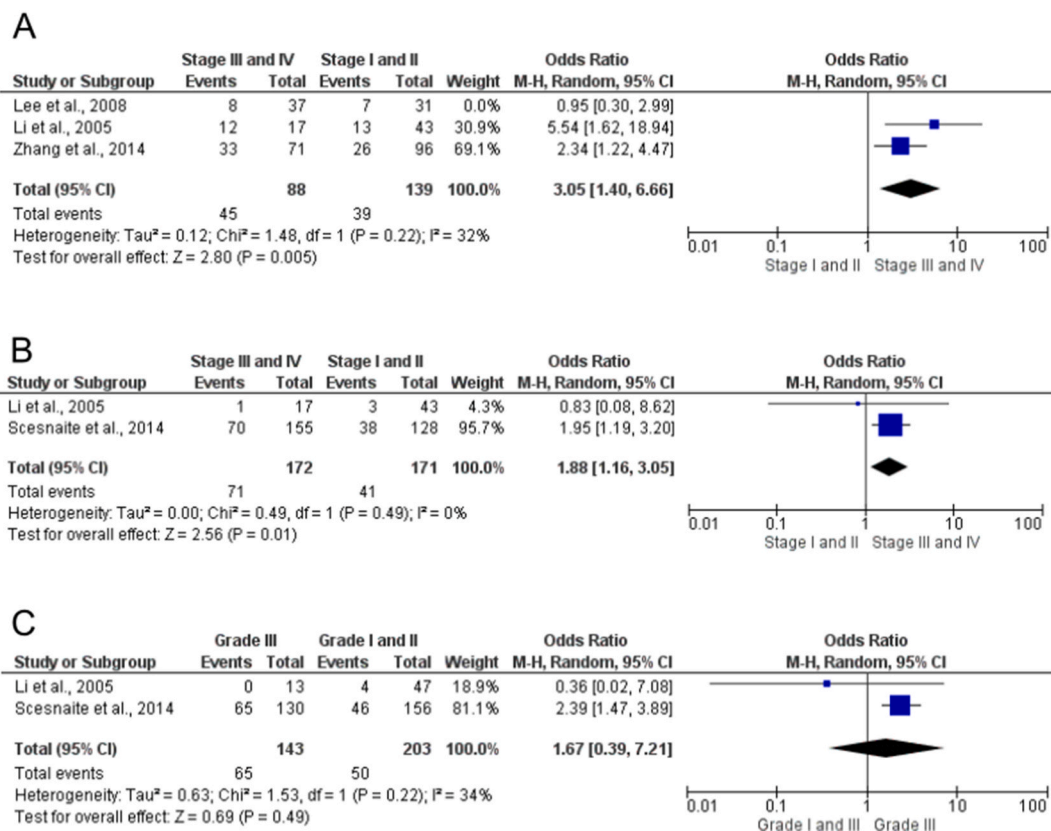 A
Stage III and IV Stage I and II Odds Ratio Odds Ratio
Study or Subgroup Events Total Events Total Weight M-H, Random, 95% CI M-H, Random, 95% CI
Lee et al., 2008 8 37 7 31 0.0% 0.95 [0.30, 2.99]
Li et al., 2005 12 17 13 43 30.9% 5.54 [1.62, 18.94]
Zhang et al., 2014 33 71 26 96 69.1% 2.34 [1.22, 4.47]
Total (95% CI) 88 139 100.0% 3.05 [1.40, 6.66]
Total events 45 39
Heterogeneity: Tau² = 0.12; Chi² = 1.48, df = 1 (P = 0.22); I² = 32%
Test for overall effect: Z = 2.80 (P = 0.005)
0.01 0.1 1 10 100
Stage I and II Stage III and IV
B
Stage III and IV Stage I and II Odds Ratio Odds Ratio
Study or Subgroup Events Total Events Total Weight M-H, Random, 95% CI M-H, Random, 95% CI
Li et al., 2005 1 17 3 43 4.3% 0.83 [0.08, 8.62]
Scesnaite et al., 2014 70 155 38 128 95.7% 1.95 [1.19, 3.20]
Total (95% CI) 172 171 100.0% 1.88 [1.16, 3.05]
Total events 71 41
Heterogeneity: Tau² = 0.00; Chi² = 0.49, df = 1 (P = 0.49); I² = 0%
Test for overall effect: Z = 2.56 (P = 0.01)
0.01 0.1 1 10 100
Stage I and II Stage III and IV
C
Grade III Grade I and II Odds Ratio Odds Ratio
Study or Subgroup Events Total Events Total Weight M-H, Random, 95% CI M-H, Random, 95% CI
Li et al., 2005 0 13 4 47 18.9% 0.36 [0.02, 7.08]
Scesnaite et al., 2014 65 130 46 156 81.1% 2.39 [1.47, 3.89]
Total (95% CI) 143 203 100.0% 1.67 [0.39, 7.21]
Total events 65 50
Heterogeneity: Tau² = 0.63; Chi² = 1.53, df = 1 (P = 0.22); I² = 34%
Test for overall effect: Z = 0.69 (P = 0.49)
0.01 0.1 1 10 100
Grade I and III Grade III